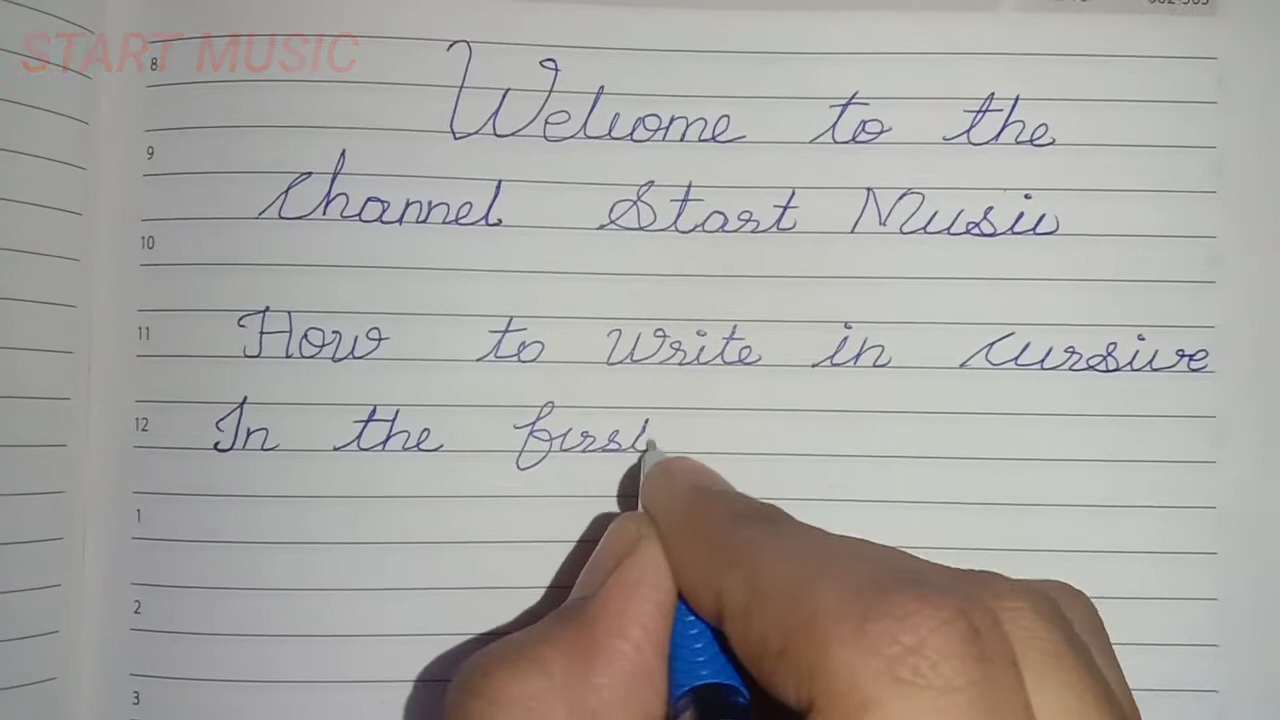 START MUSIC
8
Welcome to the
9
Channel Start Music
10
11 How to write in cursive
12 In the first
1
2
3